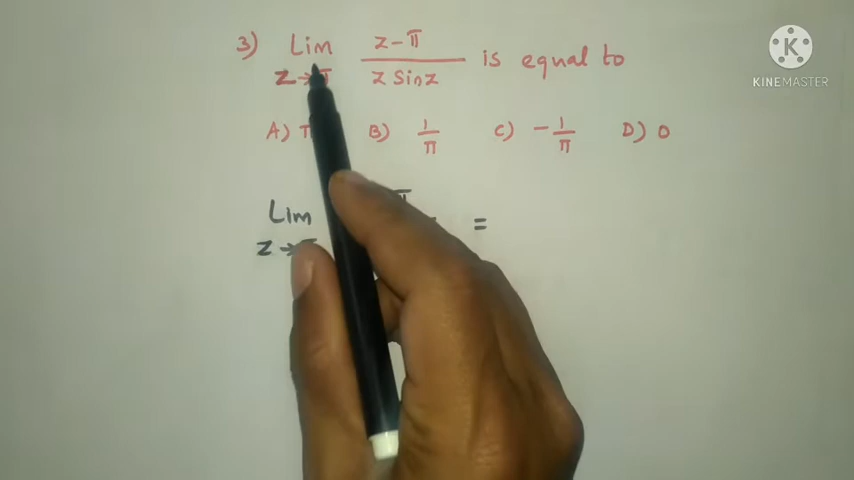 3) Lim z-π
z→π z Sinz is equal to
A) π B) 1/π C) -1/π D) 0
Lim π =
z→
K
KINEMASTER